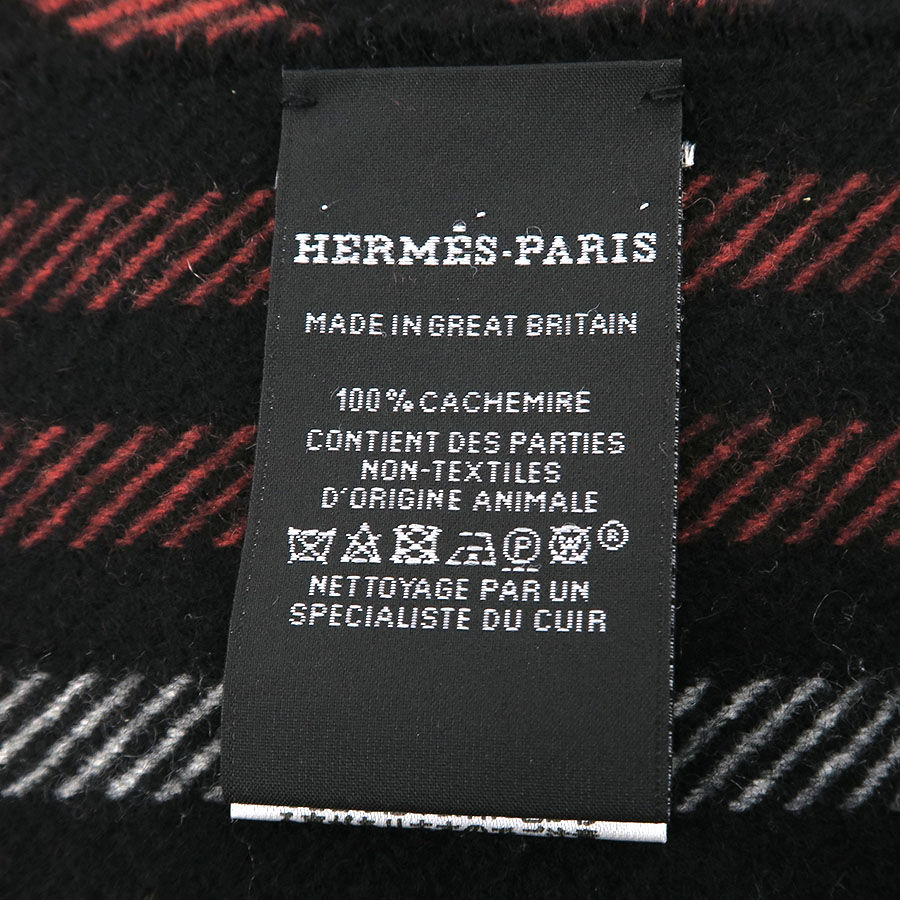 HERMÈS-PARIS
MADE IN GREAT BRITAIN
100% CACHEMIRE
CONTIENT DES PARTIES
NON-TEXTILES
D'ORIGINE ANIMALE
P W ®
NETTOYAGE PAR UN
SPECIALISTE DU CUIR